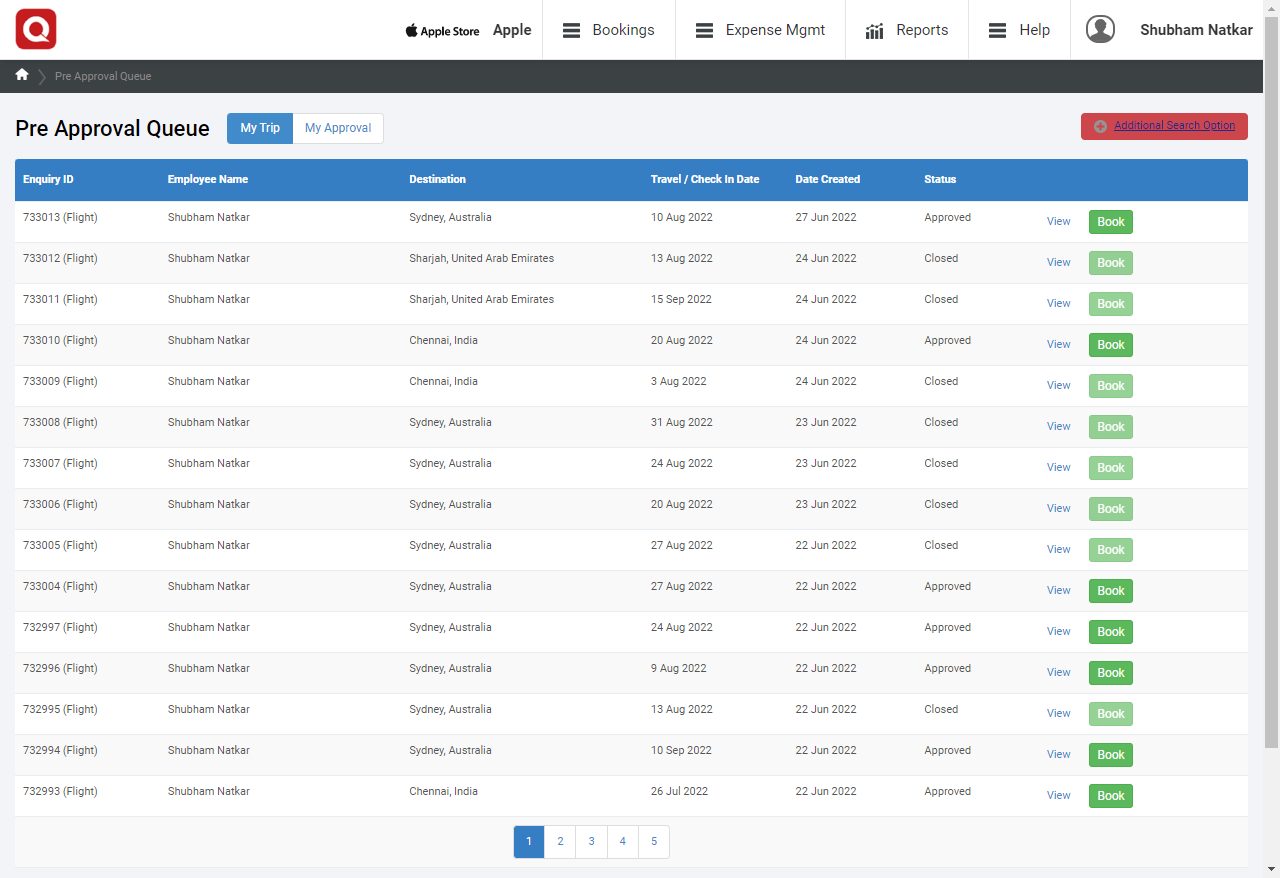 Apple Store Apple Bookings Expense Mgmt Reports Help Shubham Natkar
Pre Approval Queue
Pre Approval Queue My Trip My Approval Additional Search Option
Enquiry ID Employee Name Destination Travel / Check In Date Date Created Status
733013 (Flight) Shubham Natkar Sydney, Australia 10 Aug 2022 27 Jun 2022 Approved View Book
733012 (Flight) Shubham Natkar Sharjah, United Arab Emirates 13 Aug 2022 24 Jun 2022 Closed View Book
733011 (Flight) Shubham Natkar Sharjah, United Arab Emirates 15 Sep 2022 24 Jun 2022 Closed View Book
733010 (Flight) Shubham Natkar Chennai, India 20 Aug 2022 24 Jun 2022 Approved View Book
733009 (Flight) Shubham Natkar Chennai, India 3 Aug 2022 24 Jun 2022 Closed View Book
733008 (Flight) Shubham Natkar Sydney, Australia 31 Aug 2022 23 Jun 2022 Closed View Book
733007 (Flight) Shubham Natkar Sydney, Australia 24 Aug 2022 23 Jun 2022 Closed View Book
733006 (Flight) Shubham Natkar Sydney, Australia 20 Aug 2022 23 Jun 2022 Closed View Book
733005 (Flight) Shubham Natkar Sydney, Australia 27 Aug 2022 22 Jun 2022 Closed View Book
733004 (Flight) Shubham Natkar Sydney, Australia 27 Aug 2022 22 Jun 2022 Approved View Book
732997 (Flight) Shubham Natkar Sydney, Australia 24 Aug 2022 22 Jun 2022 Approved View Book
732996 (Flight) Shubham Natkar Sydney, Australia 9 Aug 2022 22 Jun 2022 Approved View Book
732995 (Flight) Shubham Natkar Sydney, Australia 13 Aug 2022 22 Jun 2022 Closed View Book
732994 (Flight) Shubham Natkar Sydney, Australia 10 Sep 2022 22 Jun 2022 Approved View Book
732993 (Flight) Shubham Natkar Chennai, India 26 Jul 2022 22 Jun 2022 Approved View Book
1 2 3 4 5